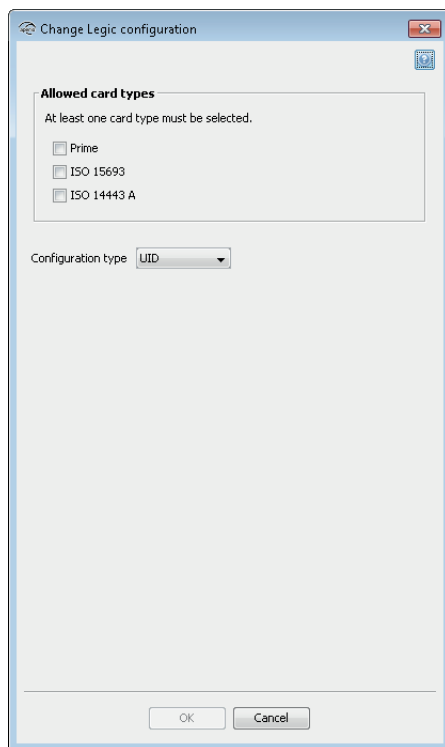 Change Legic configuration
Allowed card types
At least one card type must be selected.
Prime
ISO 15693
ISO 14443 A
Configuration type UID
OK Cancel